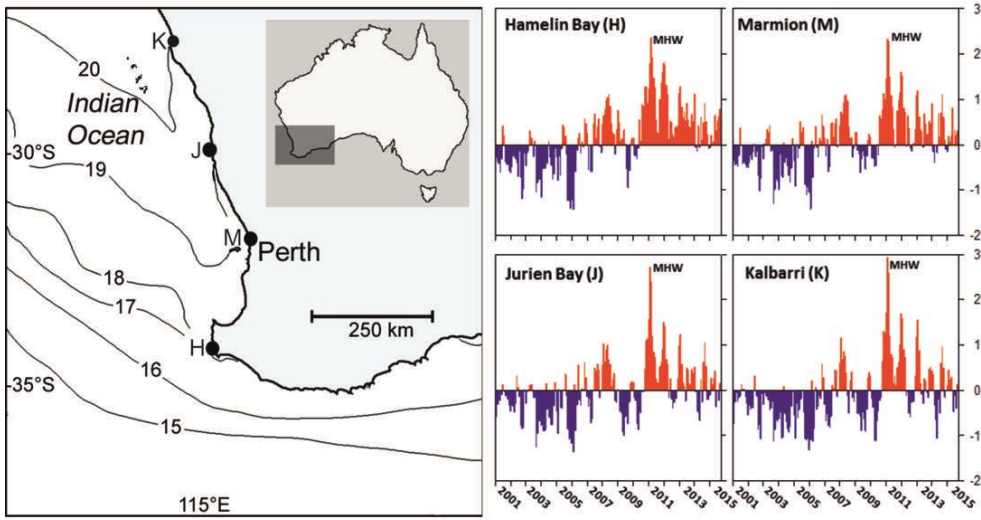 K
20
Indian
Ocean
30°S
J
19
M
Perth
18
17
250 km
H
16
35°S
15
115°E
Hamelin Bay (H)
MHW
Marmion (M)
MHW
3
2
1
0
-1
-2
Jurien Bay (J)
MHW
Kalbarri (K)
MHW
3
2
1
0
-1
-2
2001
2003
2005
2007
2009
2011
2013
2015
2001
2003
2005
2007
2009
2011
2013
2015